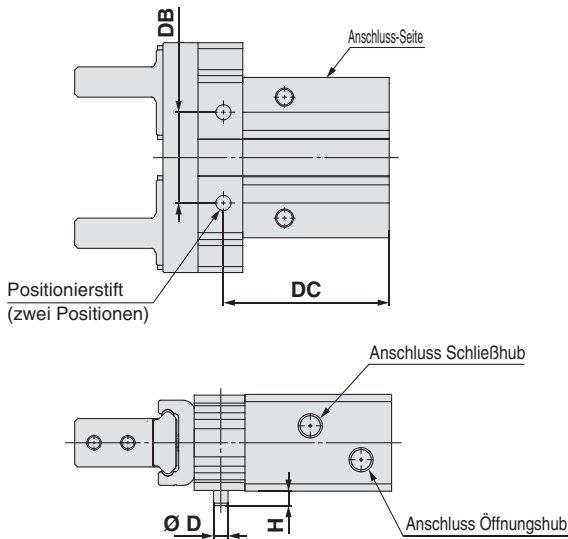 DB
Anschluss-Seite
Positionierstift
(zwei Positionen)
DC
Anschluss Schließhub
Ø D
H
Anschluss Öffnungshub